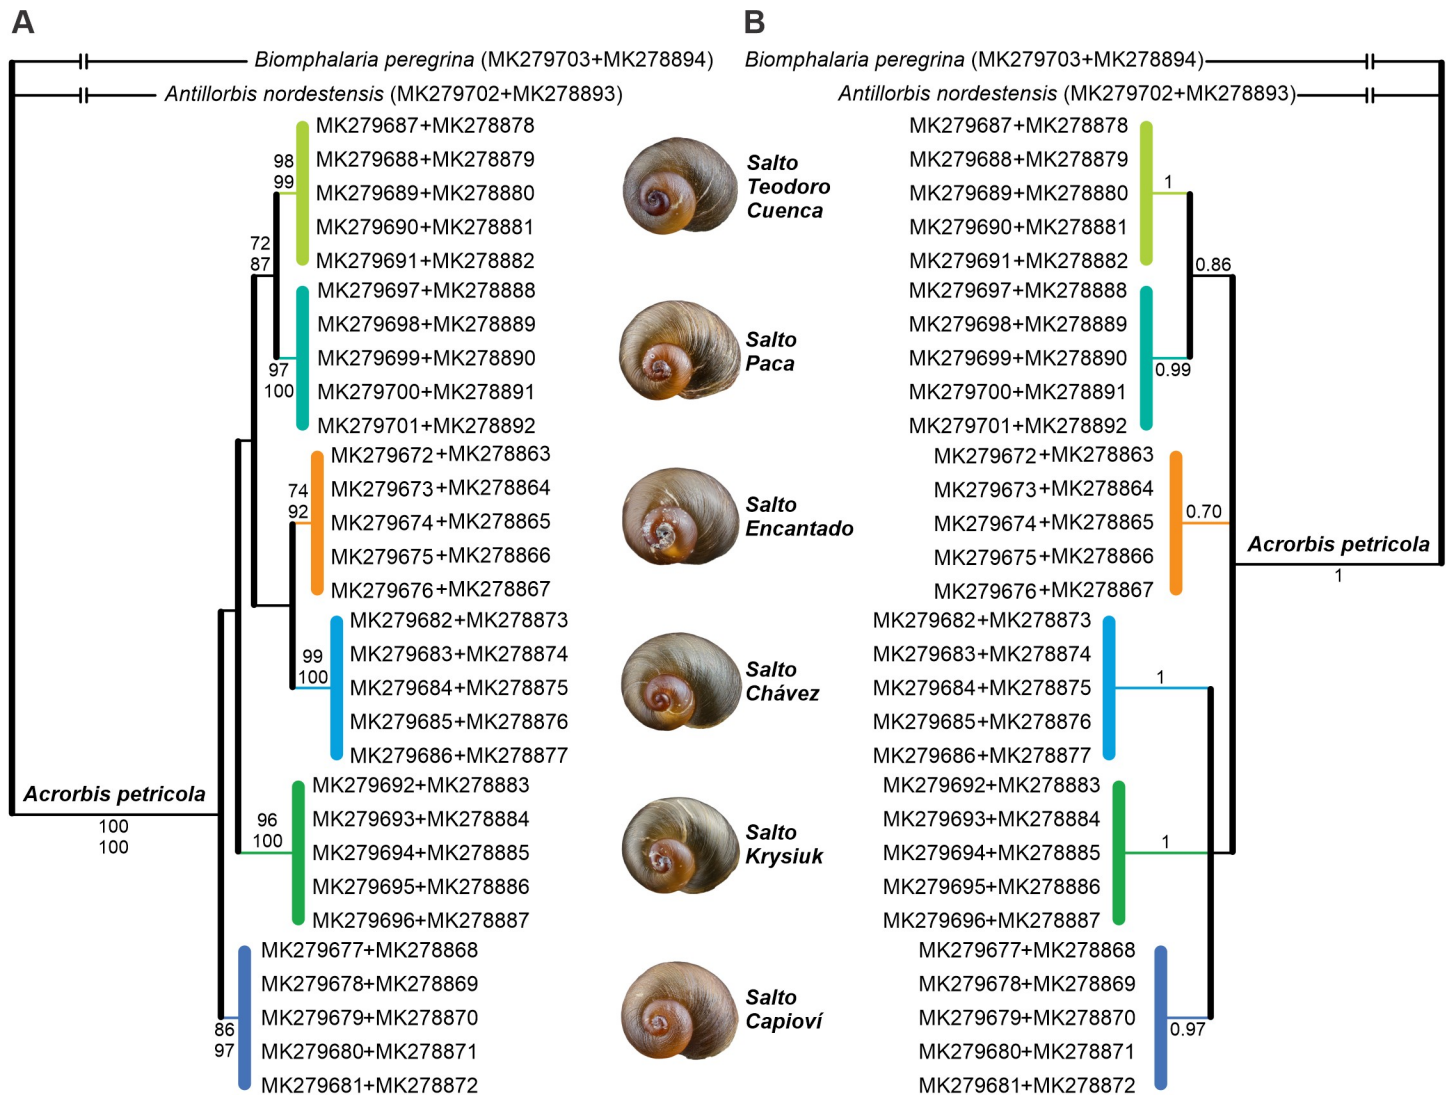 A
Biomphalaria peregrina (MK279703+MK278894)
Antillorbis nordestensis (MK279702+MK278893)
98
99
MK279687+MK278878
MK279688+MK278879
MK279689+MK278880
MK279690+MK278881
MK279691+MK278882
72
87
97
100
MK279697+MK278888
MK279698+MK278889
MK279699+MK278890
MK279700+MK278891
MK279701+MK278892
74
92
MK279672+MK278863
MK279673+MK278864
MK279674+MK278865
MK279675+MK278866
MK279676+MK278867
99
100
MK279682+MK278873
MK279683+MK278874
MK279684+MK278875
MK279685+MK278876
MK279686+MK278877
Acrorbis petricola
100
100
96
100
MK279692+MK278883
MK279693+MK278884
MK279694+MK278885
MK279695+MK278886
MK279696+MK278887
86
97
MK279677+MK278868
MK279678+MK278869
MK279679+MK278870
MK279680+MK278871
MK279681+MK278872
Salto
Teodoro
Cuenca
Salto
Paca
Salto
Encantado
Salto
Chávez
Salto
Krysiuk
Salto
Capioví
B
Biomphalaria peregrina (MK279703+MK278894)
Antillorbis nordestensis (MK279702+MK278893)
MK279687+MK278878
MK279688+MK278879
MK279689+MK278880
MK279690+MK278881
MK279691+MK278882
1
0.86
MK279697+MK278888
MK279698+MK278889
MK279699+MK278890
MK279700+MK278891
MK279701+MK278892
0.99
MK279672+MK278863
MK279673+MK278864
MK279674+MK278865
MK279675+MK278866
MK279676+MK278867
0.70
Acrorbis petricola
1
MK279682+MK278873
MK279683+MK278874
MK279684+MK278875
MK279685+MK278876
MK279686+MK278877
1
MK279692+MK278883
MK279693+MK278884
MK279694+MK278885
MK279695+MK278886
MK279696+MK278887
1
MK279677+MK278868
MK279678+MK278869
MK279679+MK278870
MK279680+MK278871
MK279681+MK278872
0.97